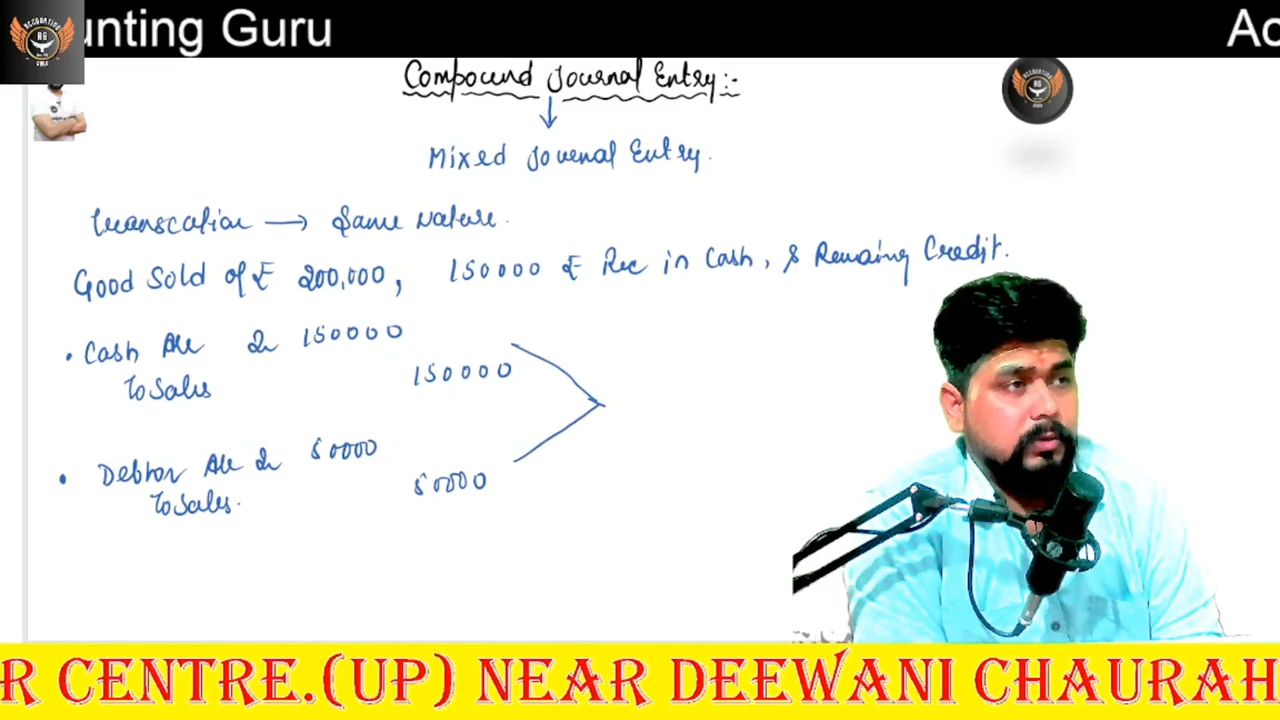 unting Guru
Ac
Compound Journal Entry:-
Mixed Journal Entry.
transcation → Same Nature.
Good Sold of ₹ 200,000, 150000 ₹ Rec in Cash, & Remaing Credit.
• Cash A/c Dr 150000
To Sales 150000
• Debtor A/c Dr 50000
To Sales. 50000
R CENTRE.(UP) NEAR DEEWANI CHAURAH